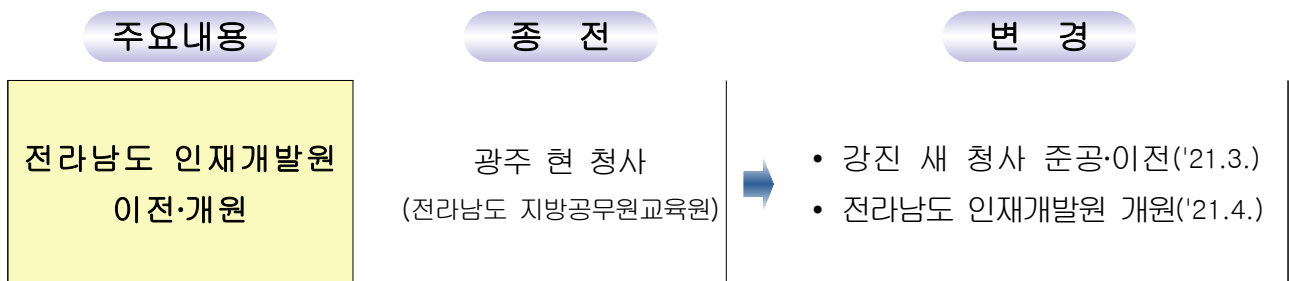 주요내용
종 전
변 경
전라남도 인재개발원
이전·개원
광주 현 청사
(전라남도 지방공무원교육원)
• 강진 새 청사 준공·이전('21.3.)
• 전라남도 인재개발원 개원('21.4.)